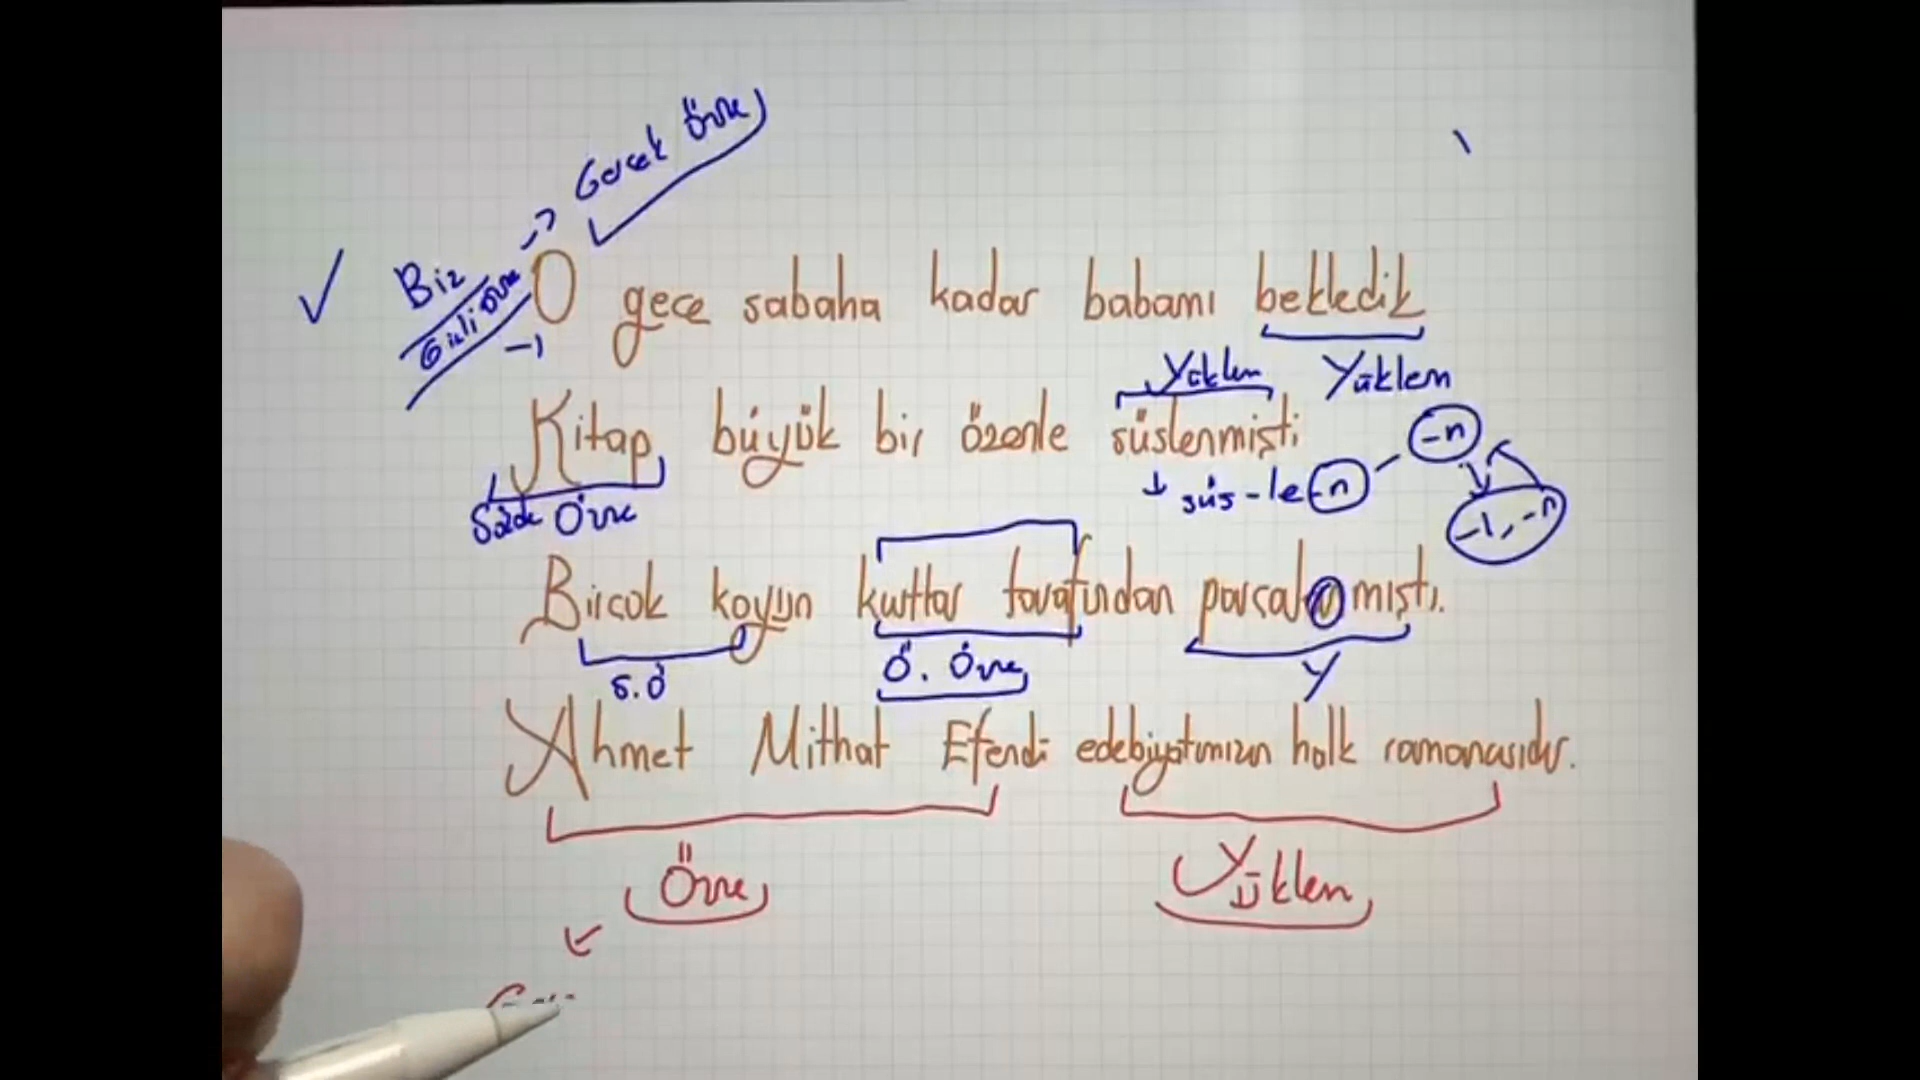 Gerçek Özne
Biz
Gizli özne
O gece sabaha kadar babamı bekledik
Yüklem
Yüklem
Kitap büyük bir özenle süslenmişti
-n
süs-le-n
-l, -n
Sözde Özne
Birçok koyun kurtlar tarafından parçalanmıştı.
S.Ö
Ö. Özne
Y
Ahmet Mithat Efendi edebiyatımızın halk romancısıdır.
Özne
Yüklem